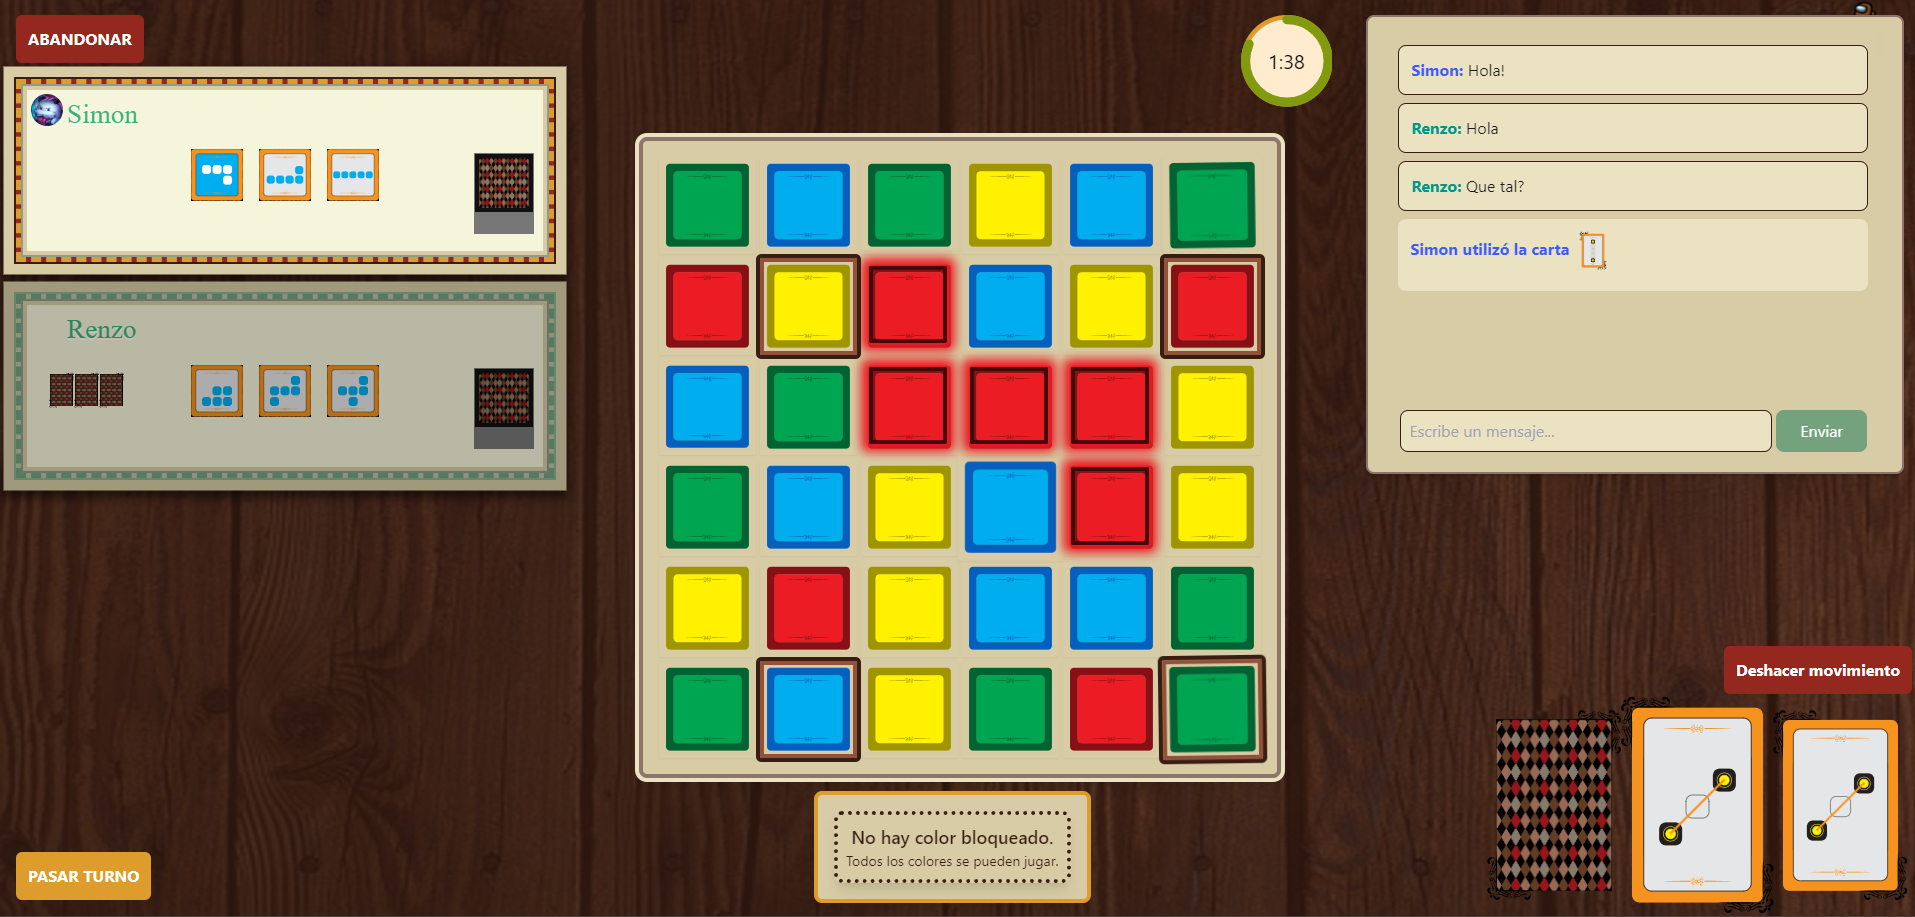 ABANDONAR
Simon
Renzo
1:38
Simon: Hola!
Renzo: Hola
Renzo: Que tal?
Simon utilizó la carta
Escribe un mensaje...
Enviar
Deshacer movimiento
No hay color bloqueado.
Todos los colores se pueden jugar.
PASAR TURNO